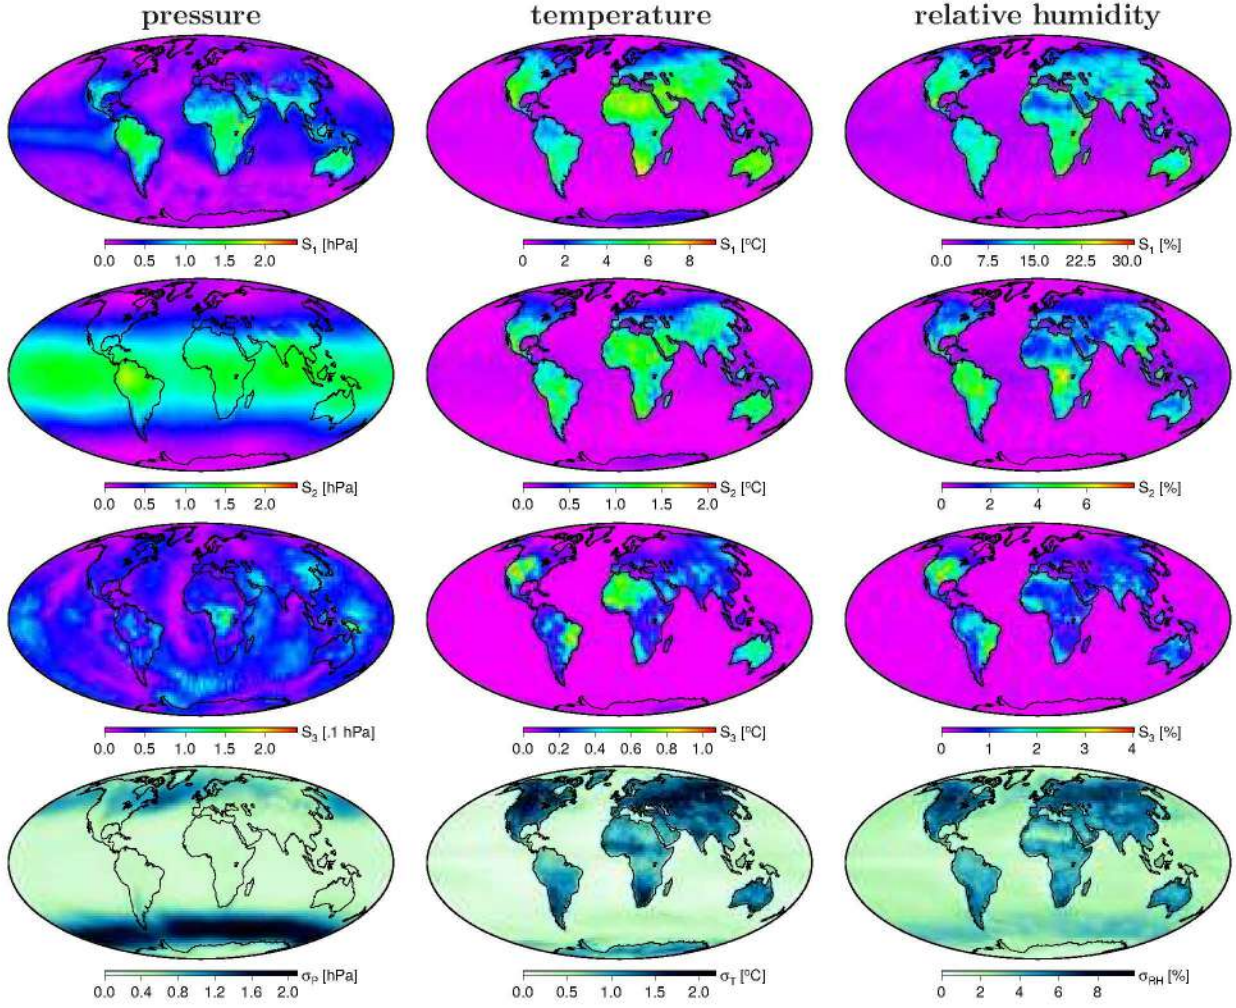 pressure temperature relative humidity
S1 [hPa] S1 [ºC] S1 [%]
0.0 0.5 1.0 1.5 2.0 0 2 4 6 8 0.0 7.5 15.0 22.5 30.0
S2 [hPa] S2 [ºC] S2 [%]
0.0 0.5 1.0 1.5 2.0 0.0 0.5 1.0 1.5 2.0 0 2 4 6
S3 [.1 hPa] S3 [ºC] S3 [%]
0.0 0.5 1.0 1.5 2.0 0.0 0.2 0.4 0.6 0.8 1.0 0 1 2 3 4
σP [hPa] σT [ºC] σRH [%]
0.0 0.4 0.8 1.2 1.6 2.0 0.0 0.5 1.0 1.5 2.0 0 2 4 6 8